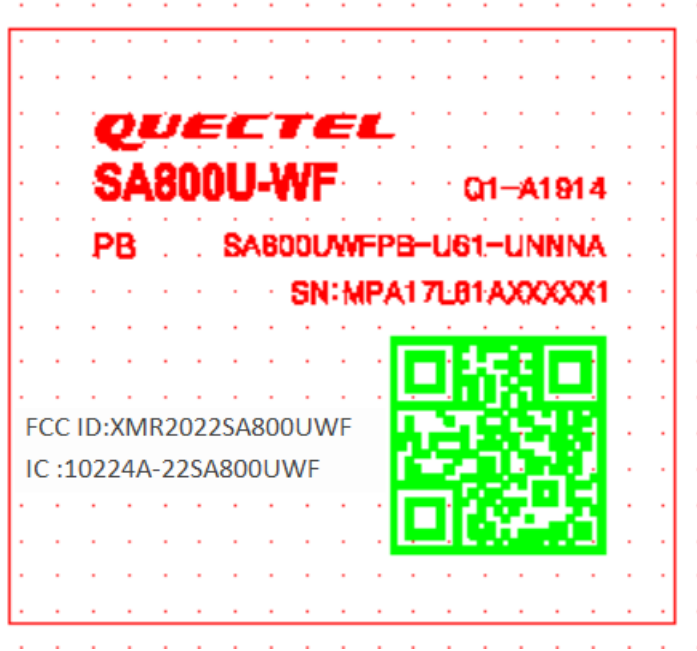 QUECTEL
SA800U-WF Q1-A1914
PB SA800UWFPB-U61-UNNNA
SN:MPA17L61AXXXXX1
FCC ID:XMR2022SA800UWF
IC :10224A-22SA800UWF